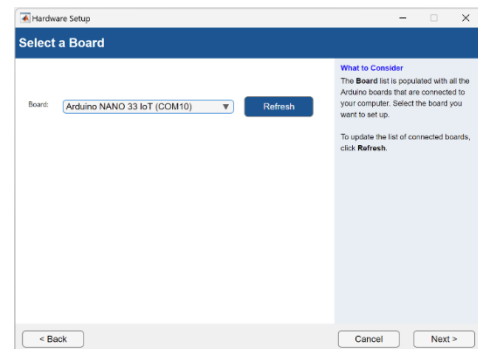 Hardware Setup
Select a Board
What to Consider
The Board list is populated with all the
Arduino boards that are connected to
your computer. Select the board you
want to set up.
To update the list of connected boards,
click Refresh.
Board: Arduino NANO 33 IoT (COM10) Refresh
< Back Cancel Next >